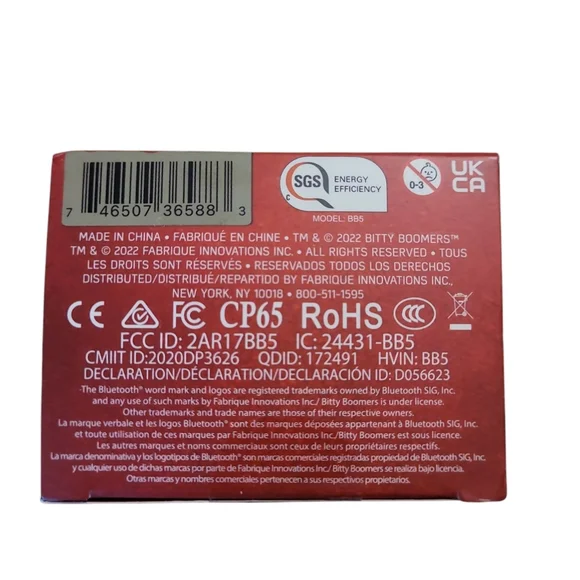 7 46507 36588 3
SGS ENERGY EFFICIENCY
C
MODEL: BB5
0-3
UK CA
MADE IN CHINA • FABRIQUÉ EN CHINE • TM & © 2022 BITTY BOOMERS™
TM & © 2022 FABRIQUE INNOVATIONS INC. • ALL RIGHTS RESERVED • TOUS
LES DROITS SONT RÉSERVÉS • RESERVADOS TODOS LOS DERECHOS
DISTRIBUTED/DISTRIBUÉ/REPARTIDO BY FABRIQUE INNOVATIONS INC.,
NEW YORK, NY 10018 • 800-511-1595
CE FC CP65 RoHS CCC
FCC ID: 2AR17BB5 IC: 24431-BB5
CMIIT ID:2020DP3626 QDID: 172491 HVIN: BB5
DECLARATION/DÉCLARATION/DECLARACIÓN ID: D056623
The Bluetooth® word mark and logos are registered trademarks owned by Bluetooth SIG, Inc.
and any use of such marks by Fabrique Innovations Inc./ Bitty Boomers is under license.
Other trademarks and trade names are those of their respective owners.
La marque verbale et les logos Bluetooth® sont des marques déposées appartenant à Bluetooth SIG, Inc.
et toute utilisation de ces marques par Fabrique Innovations Inc./ Bitty Boomers est sous licence.
Les autres marques et noms commerciaux sont ceux de leurs propriétaires respectifs.
La marca denominativa y los logotipos de Bluetooth® son marcas comerciales registradas propiedad de Bluetooth SIG, Inc.
y cualquier uso de dichas marcas por parte de Fabrique Innovations Inc./ Bitty Boomers se realiza bajo licencia.
Otras marcas y nombres comerciales pertenecen a sus respectivos propietarios.